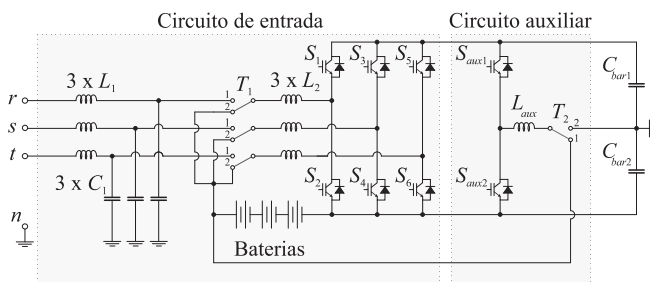 Circuito de entrada
Circuito auxiliar
S1 S3 S5 Saux1
3 x L1 T1 3 x L2
Cbar1
r 1 2
Laux T2
s 1 2
2 1
t 1 2
Cbar2
3 x C1
S2 S4 S6 Saux2
n
Baterias